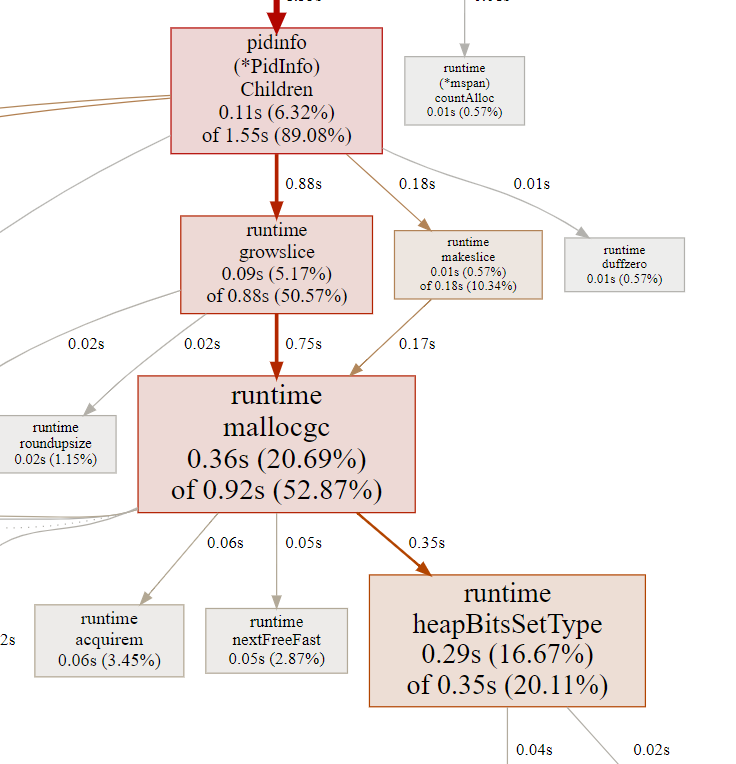 pidinfo
(*PidInfo)
Children
0.11s (6.32%)
of 1.55s (89.08%)
runtime
(*mspan)
countAlloc
0.01s (0.57%)
0.88s
0.18s
0.01s
runtime
growslice
0.09s (5.17%)
of 0.88s (50.57%)
runtime
makeslice
0.01s (0.57%)
of 0.18s (10.34%)
runtime
duffzero
0.01s (0.57%)
0.02s
0.02s
0.75s
0.17s
runtime
roundupsize
0.02s (1.15%)
runtime
mallocgc
0.36s (20.69%)
of 0.92s (52.87%)
0.06s
0.05s
0.35s
2s
runtime
acquirem
0.06s (3.45%)
runtime
nextFreeFast
0.05s (2.87%)
runtime
heapBitsSetType
0.29s (16.67%)
of 0.35s (20.11%)
0.04s
0.02s